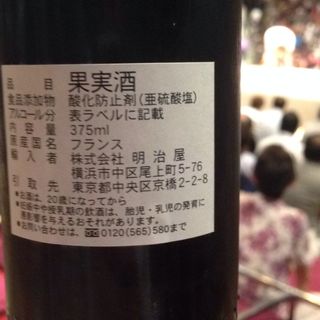 品目 果実酒
食品添加物 酸化防止剤(亜硫酸塩)
アルコール分 表ラベルに記載
内容量 375ml
原産国名 フランス
輸入者 株式会社 明治屋
横浜市中区尾上町5-76
引取先 東京都中央区京橋2-2-8
●お酒は、20歳になってから
●妊娠中や授乳期の飲酒は、胎児・乳児の発育に
悪影響を与えるおそれがあります。
●お問い合わせ ☎0120(565)580まで